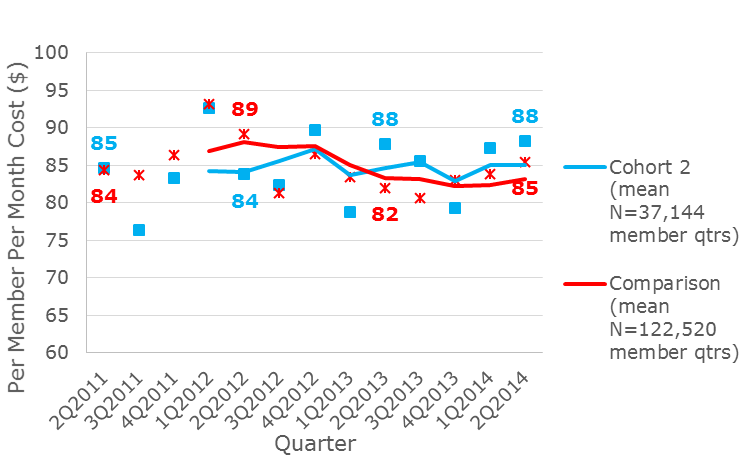 Per Member Per Month Cost ($)
100
95
90
85
80
75
70
65
60
85
84
89
84
88
82
88
85
2Q2011
3Q2011
4Q2011
1Q2012
2Q2012
3Q2012
4Q2012
1Q2013
2Q2013
3Q2013
4Q2013
1Q2014
2Q2014
Quarter
Cohort 2
(mean
N=37,144
member qtrs)
Comparison
(mean
N=122,520
member qtrs)